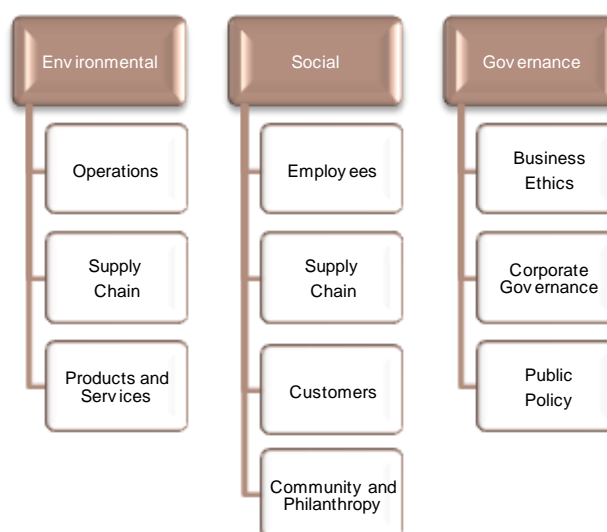 Environmental
Operations
Supply
Chain
Products and
Services
Social
Employees
Supply
Chain
Customers
Community and
Philanthropy
Governance
Business
Ethics
Corporate
Governance
Public
Policy